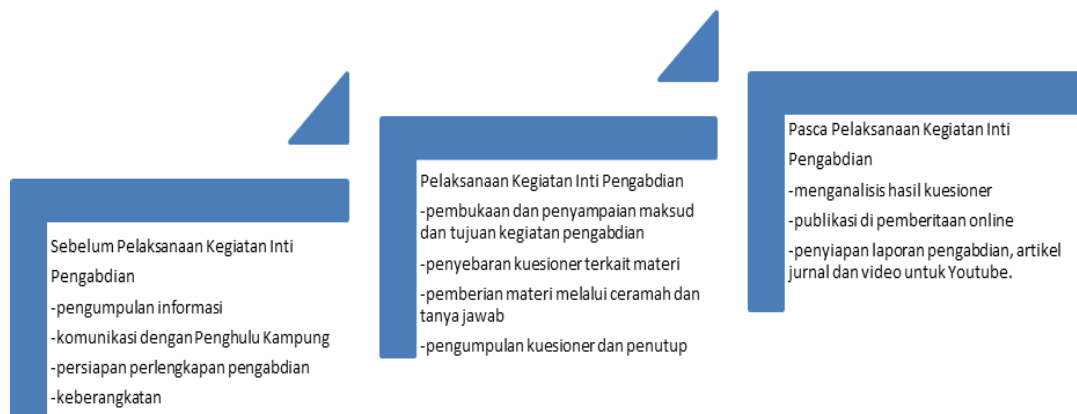 Sebelum Pelaksanaan Kegiatan Inti
Pengabdian
-pengumpulan informasi
-komunikasi dengan Penghulu Kampung
-persiapan perlengkapan pengabdian
-keberangkatan
Pelaksanaan Kegiatan Inti Pengabdian
-pembukaan dan penyampaian maksud
dan tujuan kegiatan pengabdian
-penyebaran kuesioner terkait materi
-pemberian materi melalui ceramah dan
tanya jawab
-pengumpulan kuesioner dan penutup
Pasca Pelaksanaan Kegiatan Inti
Pengabdian
-menganalisis hasil kuesioner
-publikasi di pemberitaan online
-penyiapan laporan pengabdian, artikel
jurnal dan video untuk Youtube.